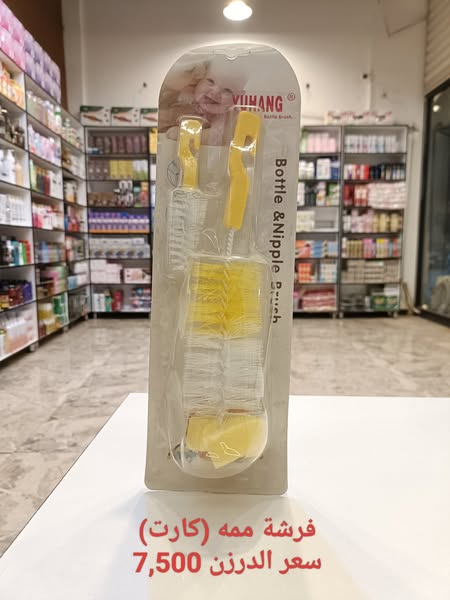 YUHANG®
Bottle Brush
Bottle & Nipple Brush
فرشة ممه (كارت)
سعر الدرزن 7,500